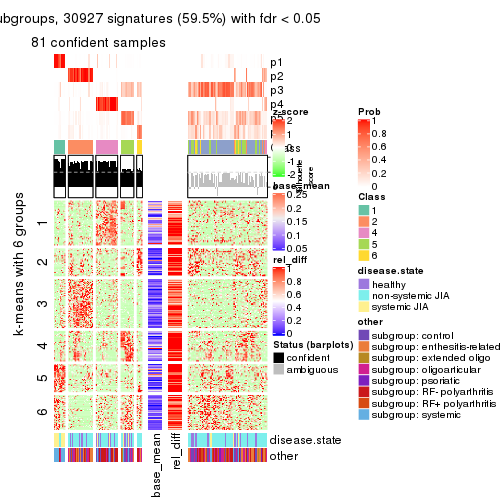 ubgroups, 30927 signatures (59.5%) with fdr < 0.05
81 confident samples
p1
p2
p3
p4
z-score
2
1
-1
-2
silhouette
score
base_mean
0.25
0.2
0.15
0.1
0.05
rel_diff
1
0.8
0.6
0.4
0.2
0
Status (barplots)
confident
ambiguous
Prob
1
0.8
0.6
0.4
0.2
0
Class
1
2
4
5
6
disease.state
healthy
non-systemic JIA
systemic JIA
other
subgroup: control
subgroup: enthesitis-related
subgroup: extended oligo
subgroup: oligoarticular
subgroup: psoriatic
subgroup: RF- polyarthritis
subgroup: RF+ polyarthritis
subgroup: systemic
k-means with 6 groups
1
2
3
4
5
6
disease.state
other
base_mean
rel_diff